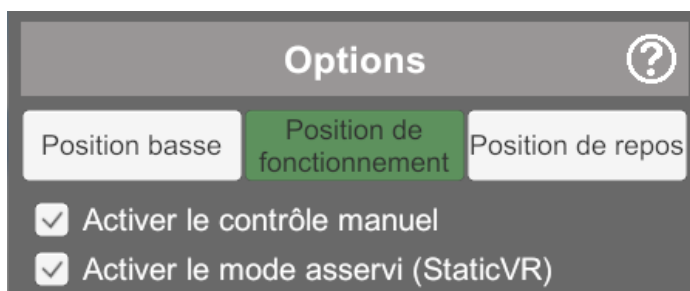 Options
Position basse
Position de
fonctionnement
Position de repos
Activer le contrôle manuel
Activer le mode asservi (StaticVR)